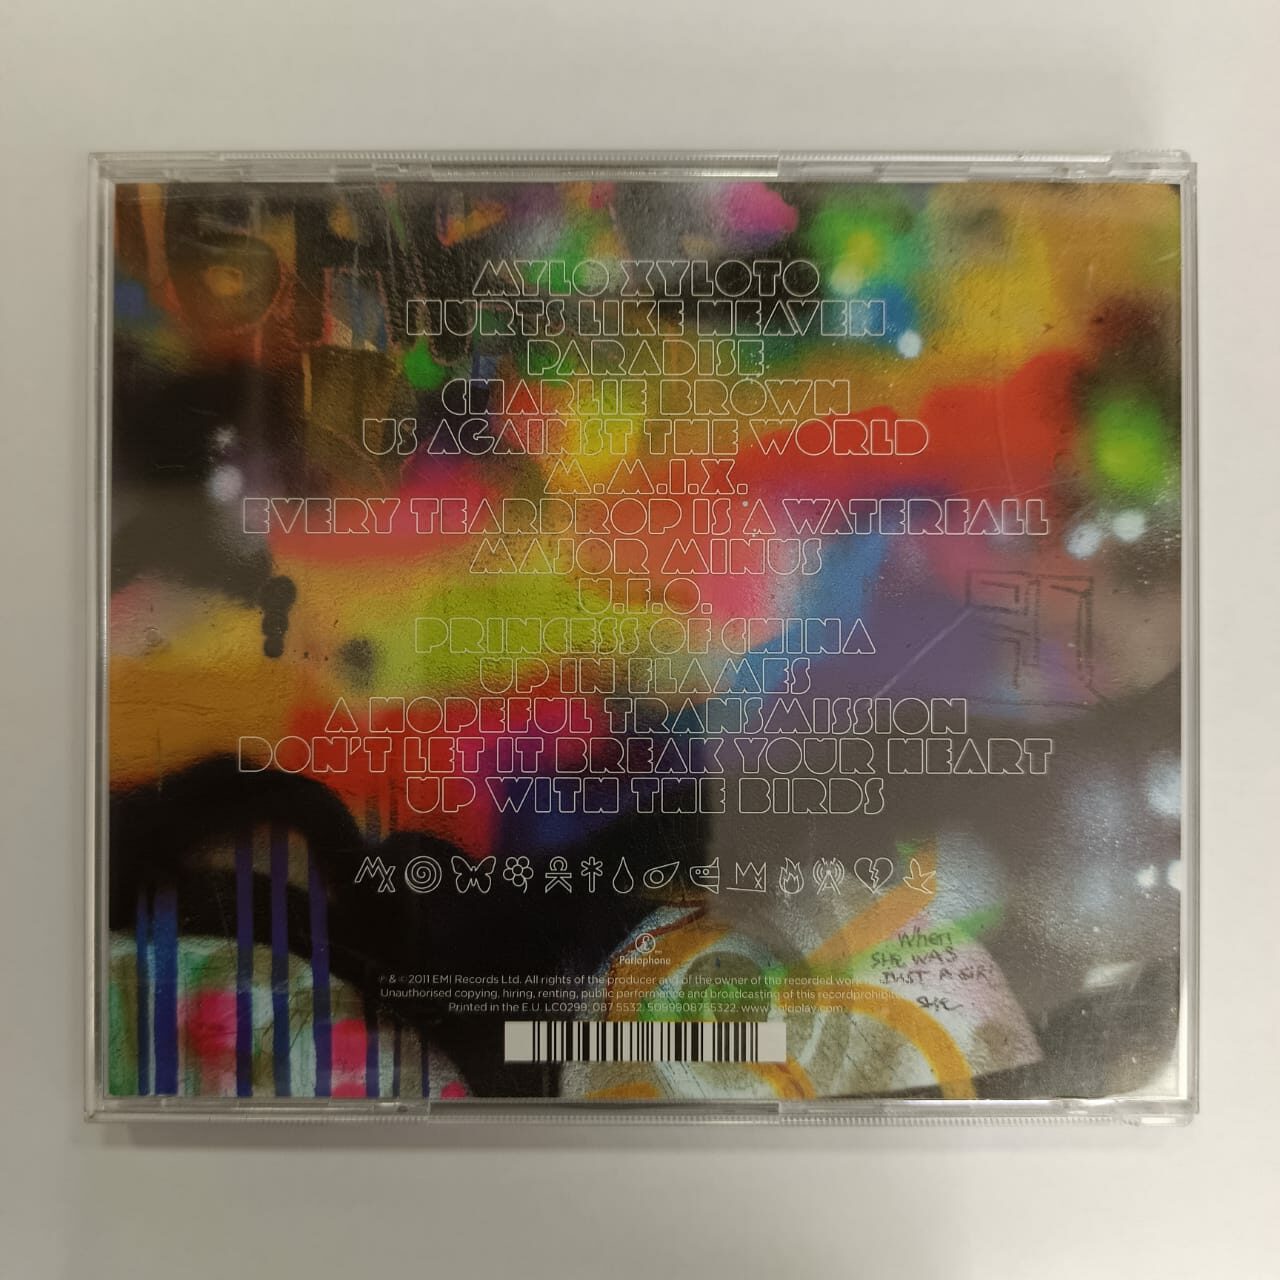 MYLO XYLOTO
HURTS LIKE HEAVEN
PARADISE
CHARLIE BROWN
US AGAINST THE WORLD
M.M.I.X.
EVERY TEARDROP IS A WATERFALL
MAJOR MINUS
U.F.O.
PRINCESS OF CHINA
UP IN FLAMES
A HOPEFUL TRANSMISSION
DON'T LET IT BREAK YOUR HEART
UP WITH THE BIRDS
MX
When
SHE WAS
JUST A
SHE
Parlophone
℗ & © 2011 EMI Records Ltd. All rights of the producer and of the owner of the recorded work
Unauthorised copying, hiring, renting, public performance and broadcasting of this recordprohibit
Printed in the E.U. LC0299. 087 5532. 5099908755322. www.coldplay.com